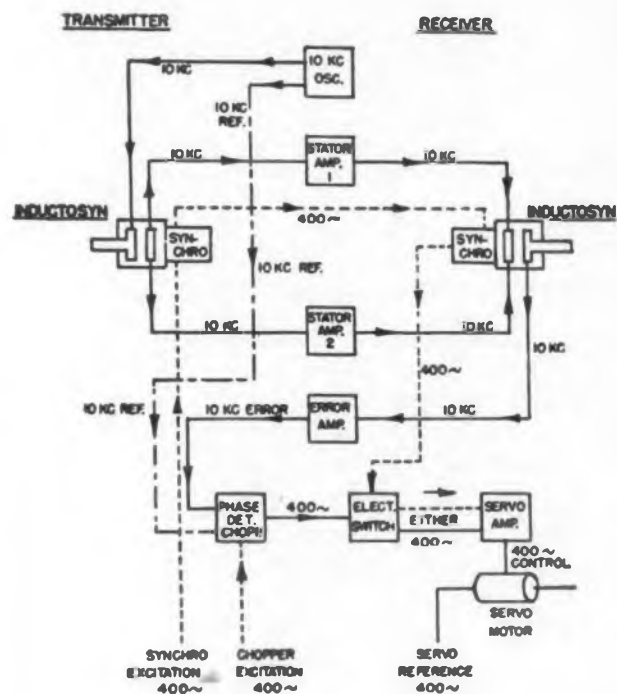 TRANSMITTER
RECEIVER
10 KC
10 KC
OSC.
10 KC
REF.
10 KC
STATOR
AMP.
1
10 KC
INDUCTOSYN
INDUCTOSYN
SYN-
CHRO
400~
SYN-
CHRO
10 KC REF.
10 KC
STATOR
AMP.
2
10 KC
10 KC
400~
10 KC REF.
10 KC ERROR
ERROR
AMP.
10 KC
PHASE
DET.
CHOPR.
400~
ELECT.
SWITCH
EITHER
400~
SERVO
AMP.
400~
CONTROL
SERVO
MOTOR
SYNCHRO
EXCITATION
400~
CHOPPER
EXCITATION
400~
SERVO
REFERENCE
400~